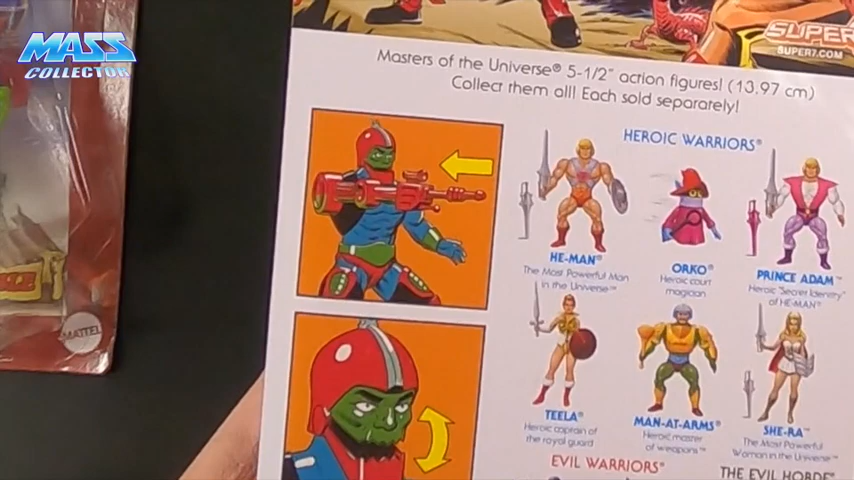 MASS
COLLECTOR
SUPER
SUPER7.COM
Masters of the Universe® 5-1/2" action figures! (13.97 cm)
Collect them all! Each sold separately!
HEROIC WARRIORS®
HE-MAN®
The Most Powerful Man
in the Universe™
ORKO®
Heroic court
magician
PRINCE ADAM™
Heroic "Secret Identity"
of HE-MAN®
TEELA®
Heroic captain of
the royal guard
MAN-AT-ARMS®
Heroic master
of weapons™
SHE-RA™
The Most Powerful
Woman in the Universe™
EVIL WARRIORS®
THE EVIL HORDE
MATTEL